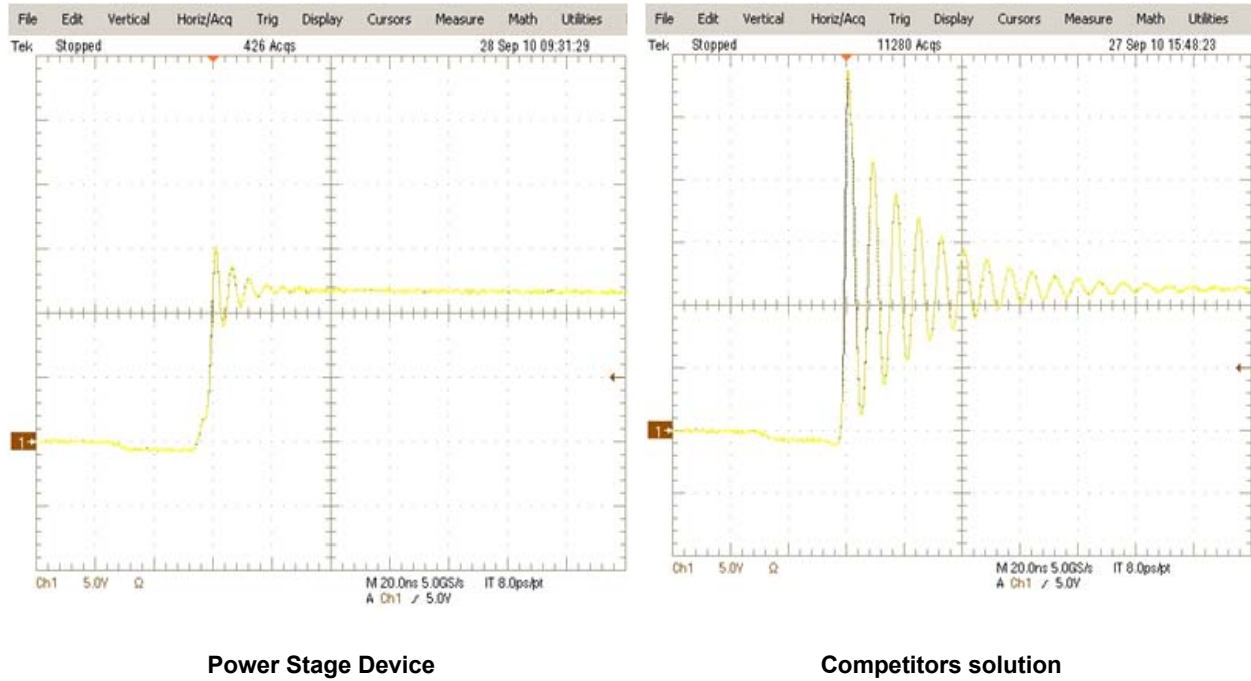 File Edit Vertical Horiz/Acq Trig Display Cursors Measure Math Utilities
Tek Stopped 426 Acqs 28 Sep 10 09:31:29
1
Ch1 5.0V Ω M 20.0ns 5.0GS/s IT 8.0ps/pt
A Ch1 / 5.0V
Power Stage Device
File Edit Vertical Horiz/Acq Trig Display Cursors Measure Math Utilities
Tek Stopped 11280 Acqs 27 Sep 10 15:48:23
1
Ch1 5.0V Ω M 20.0ns 5.0GS/s IT 8.0ps/pt
A Ch1 / 5.0V
Competitors solution